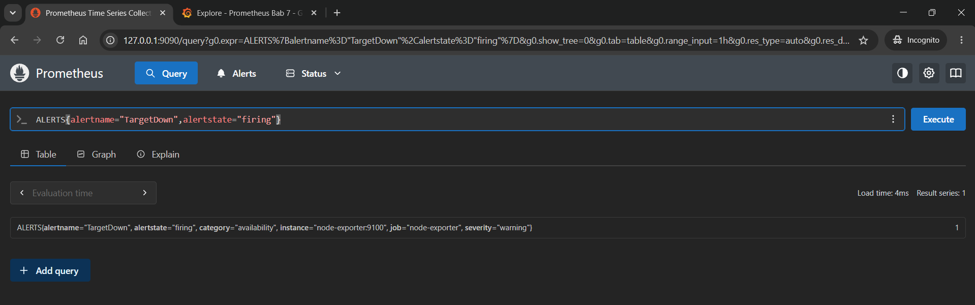 Prometheus Time Series Collect
Explore - Prometheus Bab 7 - G
127.0.0.1:9090/query?g0.expr=ALERTS%7Balertname%3D"TargetDown"%2Calertstate%3D"firing"%7D&g0.show_tree=0&g0.tab=table&g0.range_input=1h&g0.res_type=auto&g0.res_d...
Incognito
Prometheus
Query
Alerts
Status
>_ ALERTS{alertname="TargetDown",alertstate="firing"}
Execute
Table
Graph
Explain
Evaluation time
Load time: 4ms Result series: 1
ALERTS{alertname="TargetDown", alertstate="firing", category="availability", instance="node-exporter:9100", job="node-exporter", severity="warning"} 1
+ Add query